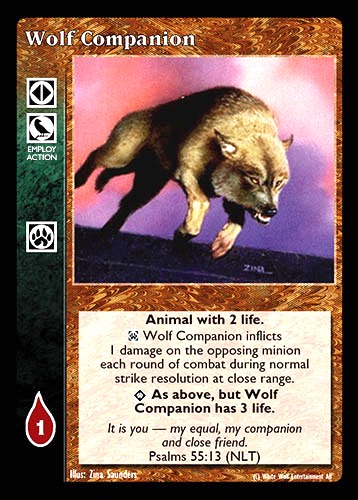 Wolf Companion
EMPLOY
ACTION
ZINA
Animal with 2 life.
Wolf Companion inflicts
1 damage on the opposing minion
each round of combat during normal
strike resolution at close range.
As above, but Wolf
Companion has 3 life.
It is you — my equal, my companion
and close friend.
Psalms 55:13 (NLT)
1
Illus: Zina Saunders
(C) White Wolf Entertainment AB